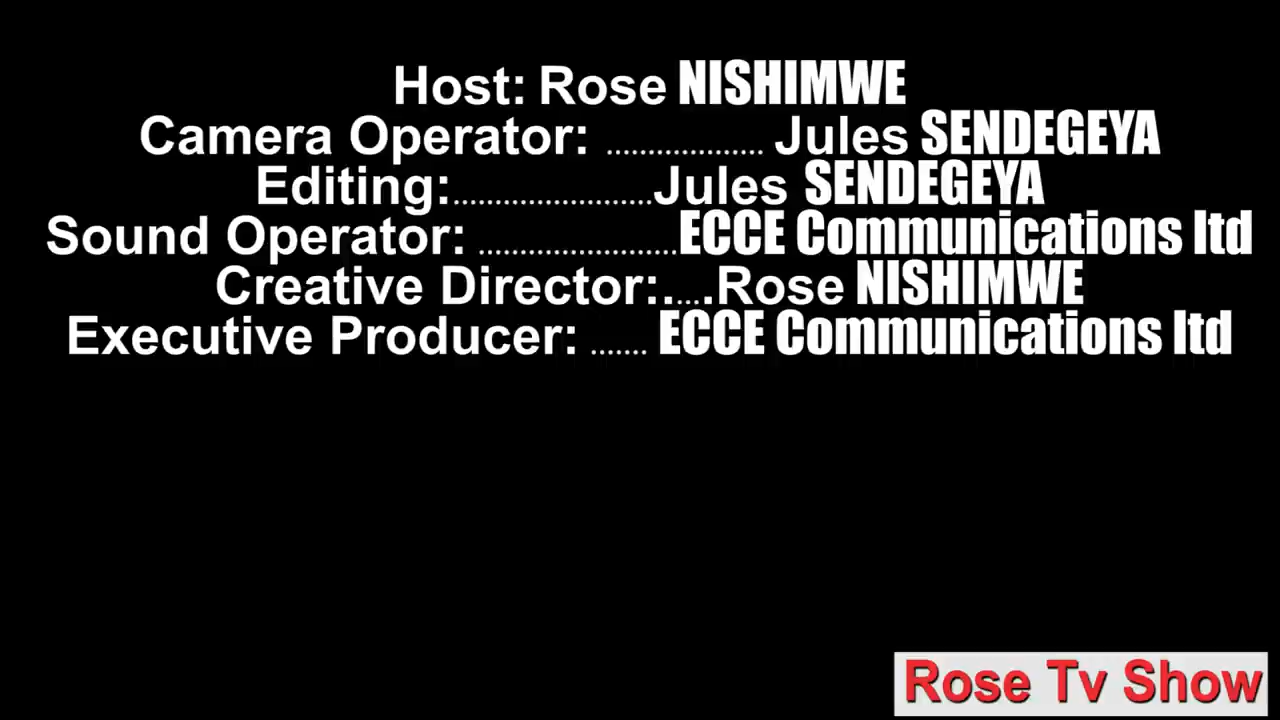 Host: Rose NISHIMWE
Camera Operator: ................... Jules SENDEGEYA
Editing:........................Jules SENDEGEYA
Sound Operator: ........................ECCE Communications ltd
Creative Director:.....Rose NISHIMWE
Executive Producer: ....... ECCE Communications ltd
Rose Tv Show